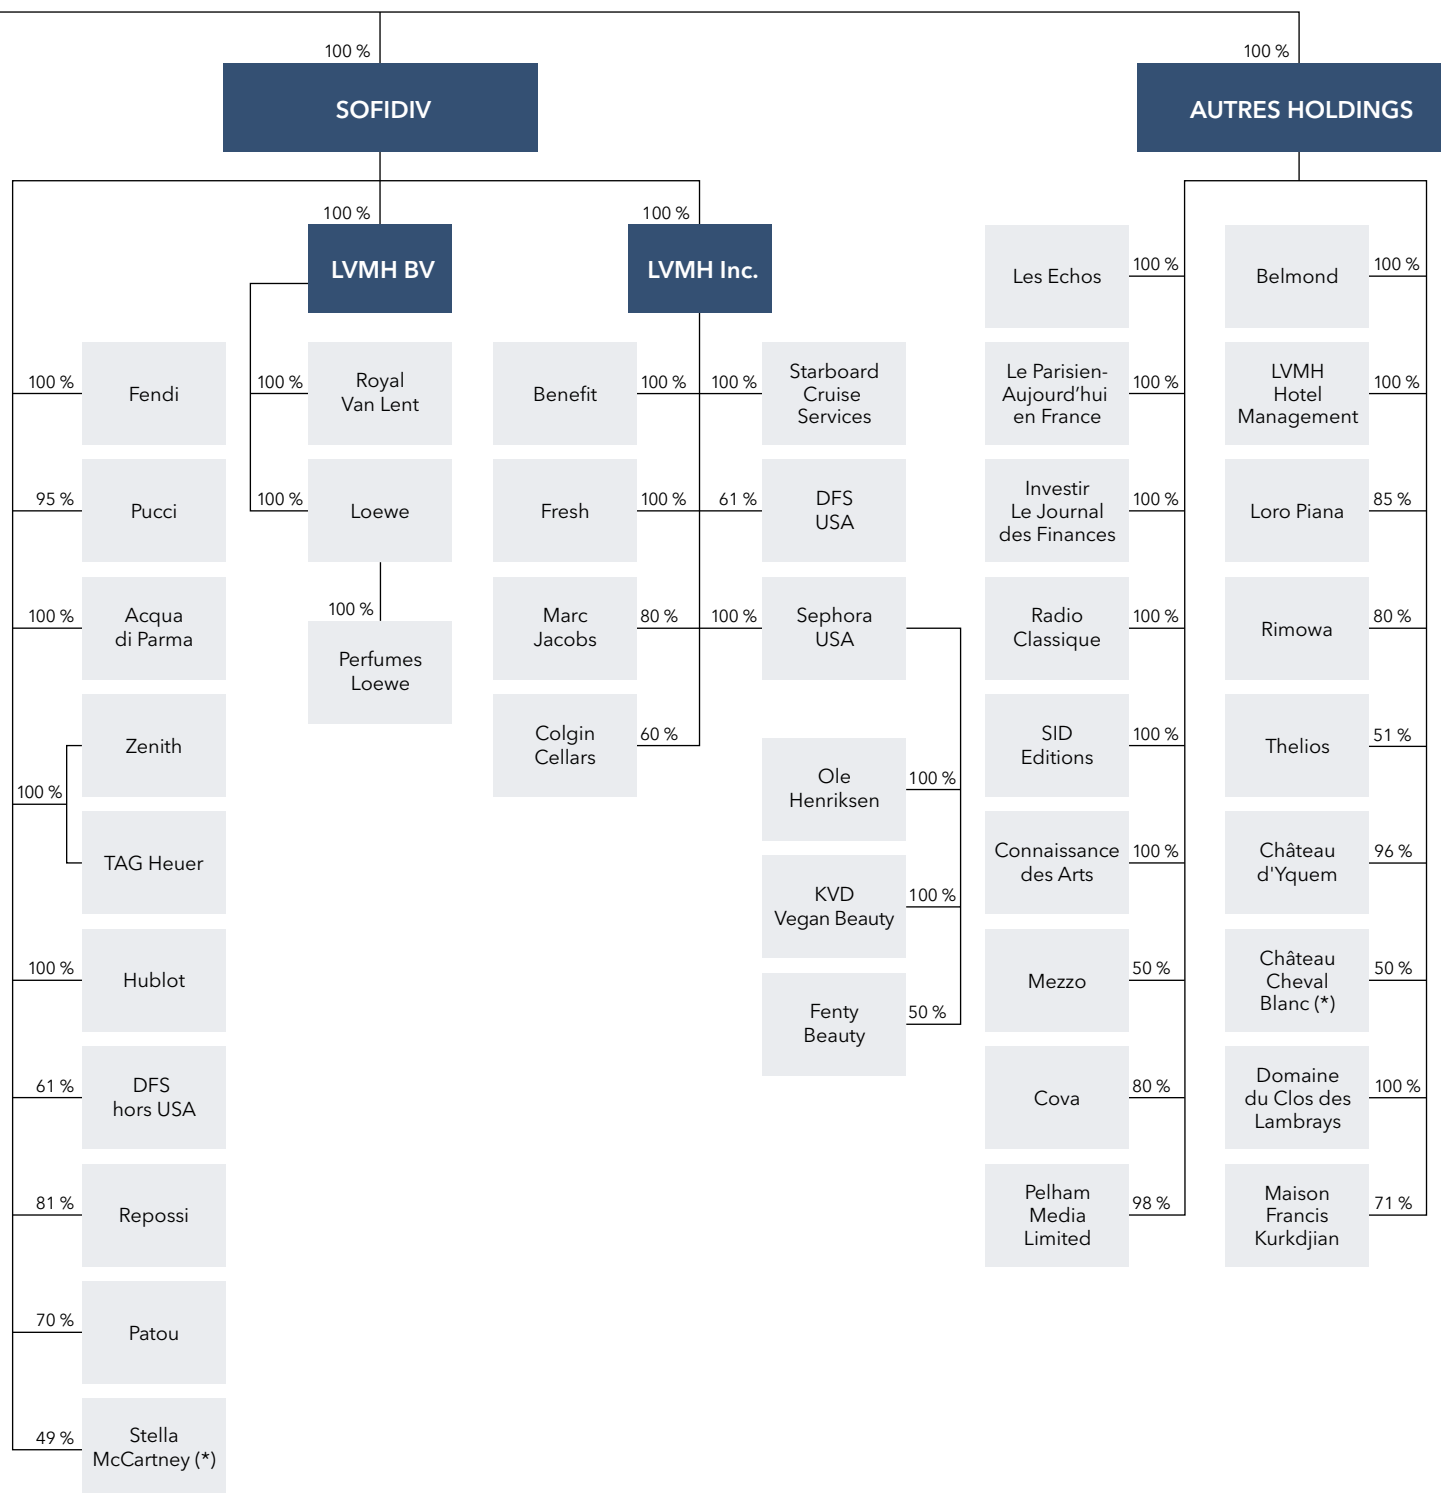 100 %
SOFIDIV
100 %
AUTRES HOLDINGS
100 %
LVMH BV
100 %
LVMH Inc.
100 %
Fendi
95 %
Pucci
100 %
Acqua
di Parma
100 %
Zenith
TAG Heuer
100 %
Hublot
61 %
DFS
hors USA
81 %
Repossi
70 %
Patou
49 %
Stella
McCartney (*)
100 %
Royal
Van Lent
100 %
Loewe
100 %
Perfumes
Loewe
Benefit
100 %
Fresh
100 %
Marc
Jacobs
80 %
Colgin
Cellars
60 %
100 %
Starboard
Cruise
Services
61 %
DFS
USA
100 %
Sephora
USA
Ole
Henriksen
100 %
KVD
Vegan Beauty
100 %
Fenty
Beauty
50 %
Les Echos
100 %
Le Parisien-
Aujourd’hui
en France
100 %
Investir
Le Journal
des Finances
100 %
Radio
Classique
100 %
SID
Editions
100 %
Connaissance
des Arts
100 %
Mezzo
50 %
Cova
80 %
Pelham
Media
Limited
98 %
Belmond
100 %
LVMH
Hotel
Management
100 %
Loro Piana
85 %
Rimowa
80 %
Thelios
51 %
Château
d'Yquem
96 %
Château
Cheval
Blanc (*)
50 %
Domaine
du Clos des
Lambrays
100 %
Maison
Francis
Kurkdjian
71 %